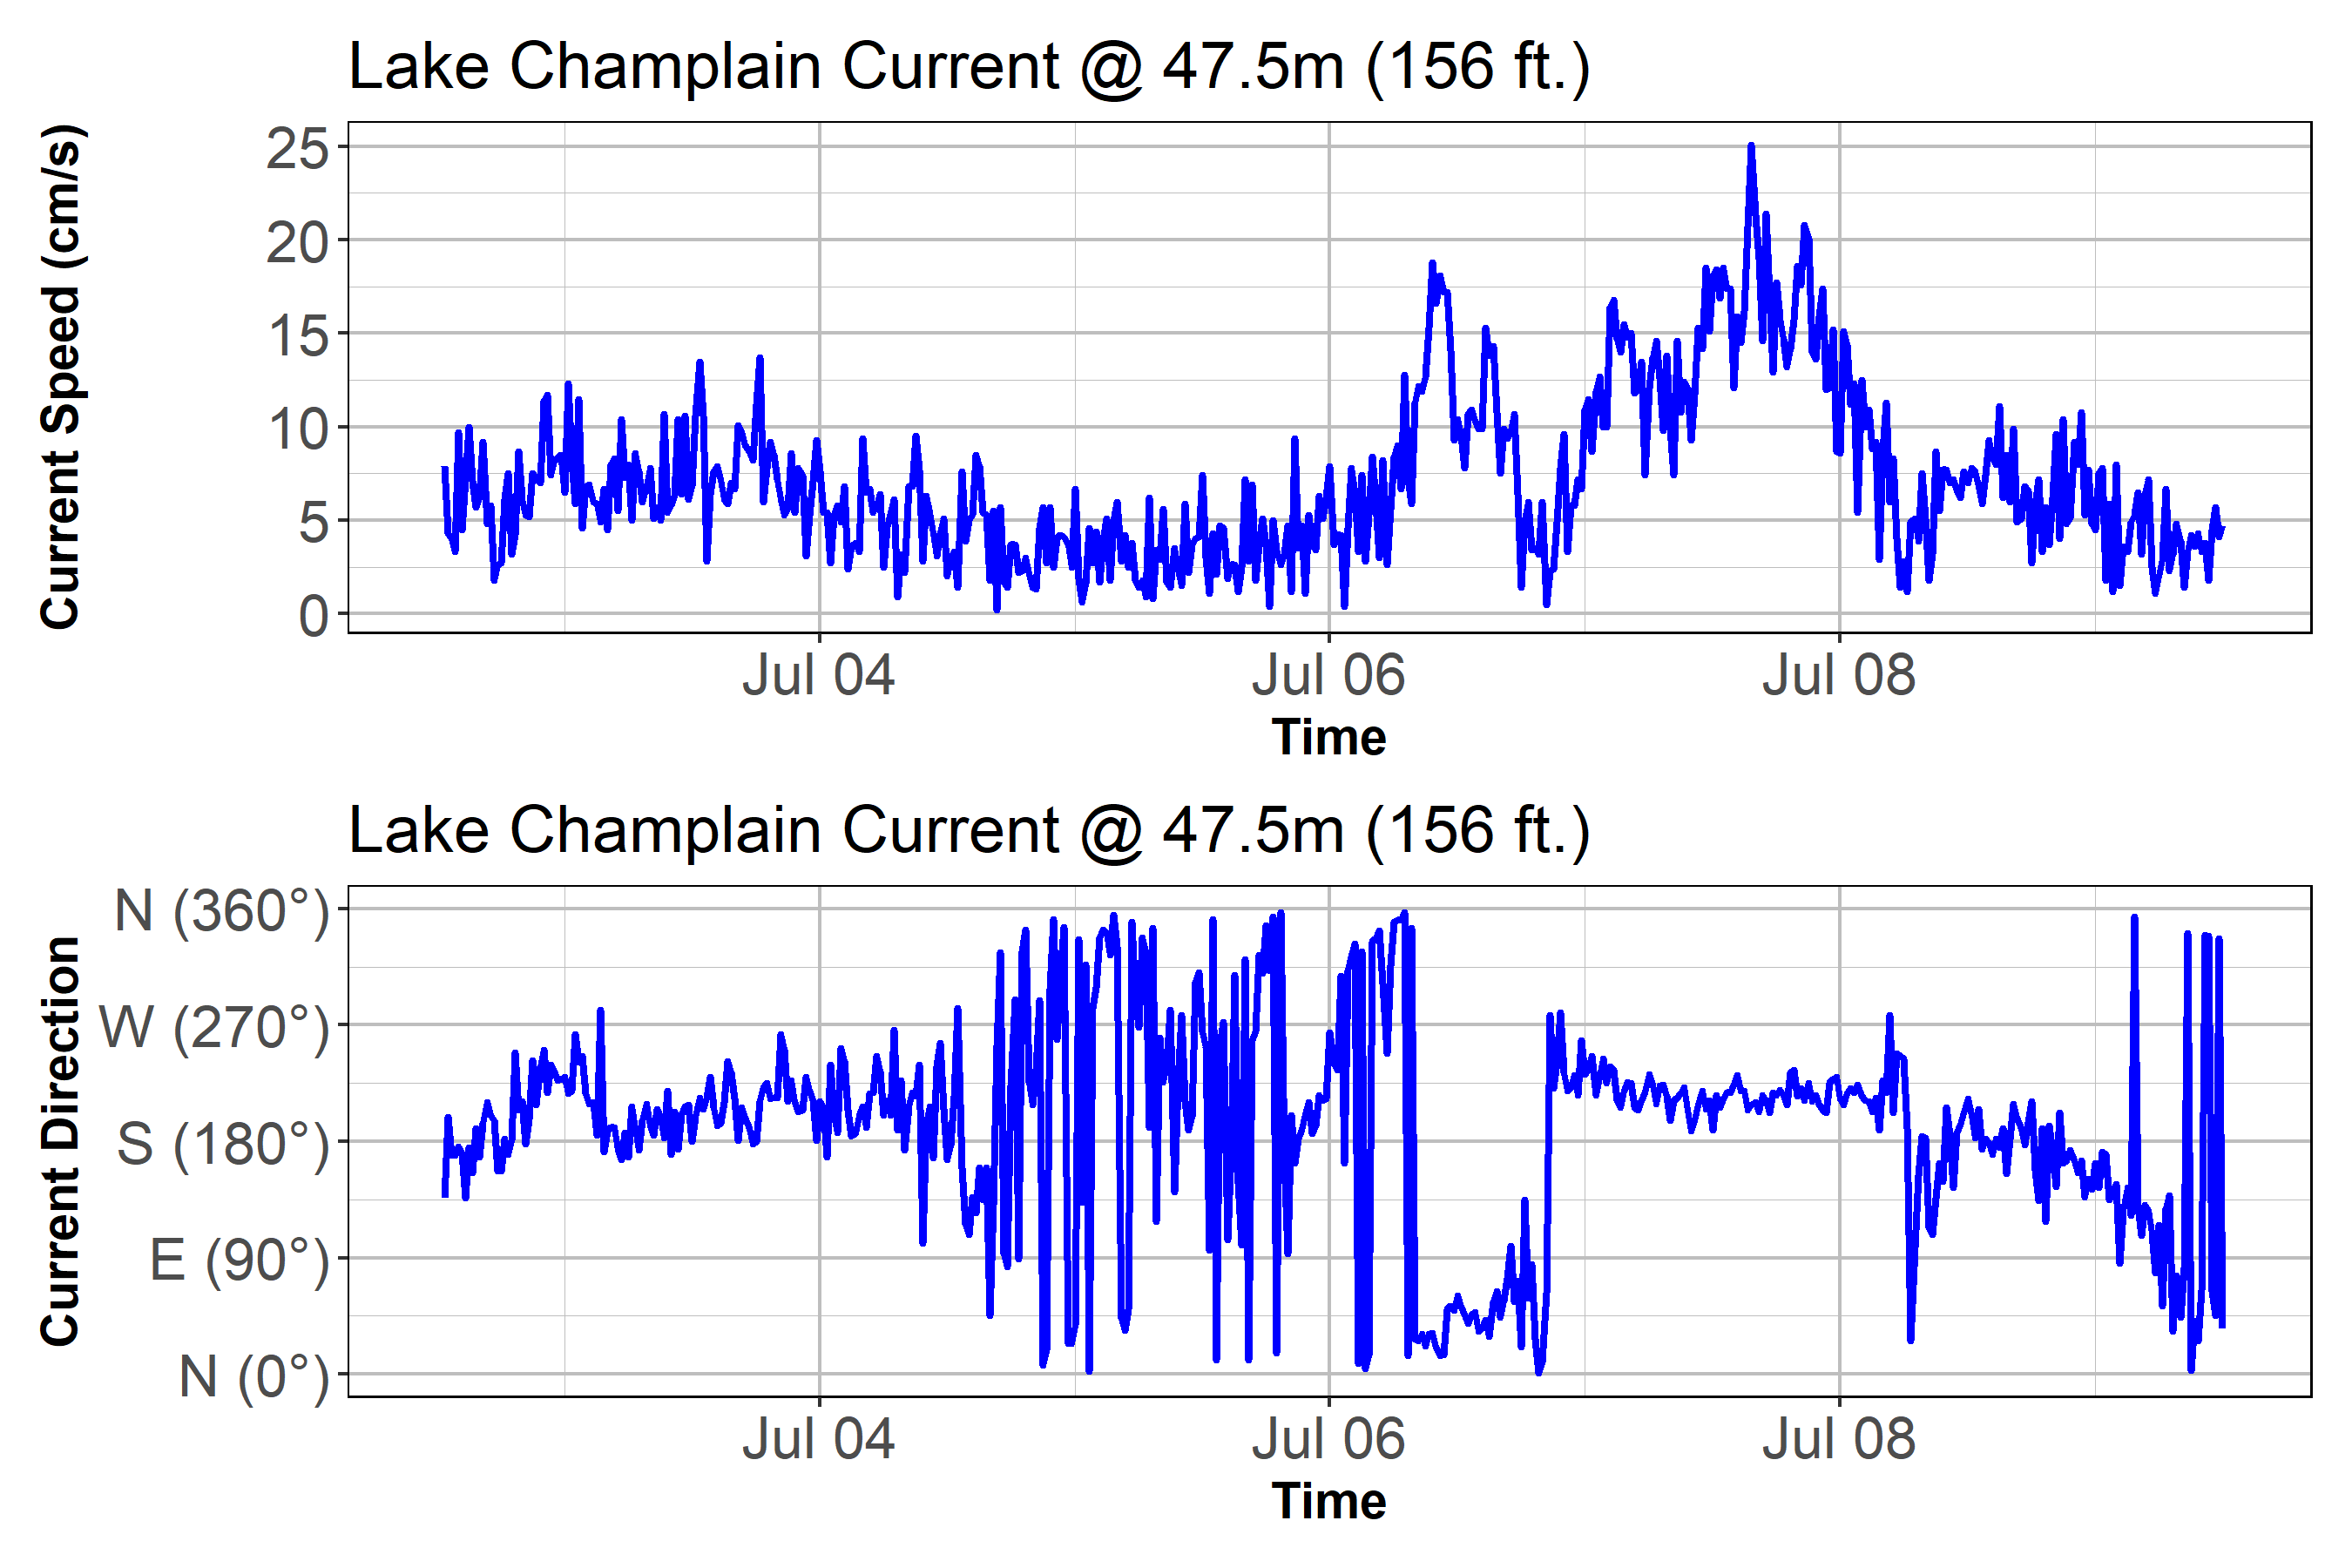 Lake Champlain Current @ 47.5m (156 ft.)
Current Speed (cm/s)
25
20
15
10
5
0
Jul 04 Jul 06 Jul 08
Time
Lake Champlain Current @ 47.5m (156 ft.)
Current Direction
N (360°)
W (270°)
S (180°)
E (90°)
N (0°)
Jul 04 Jul 06 Jul 08
Time